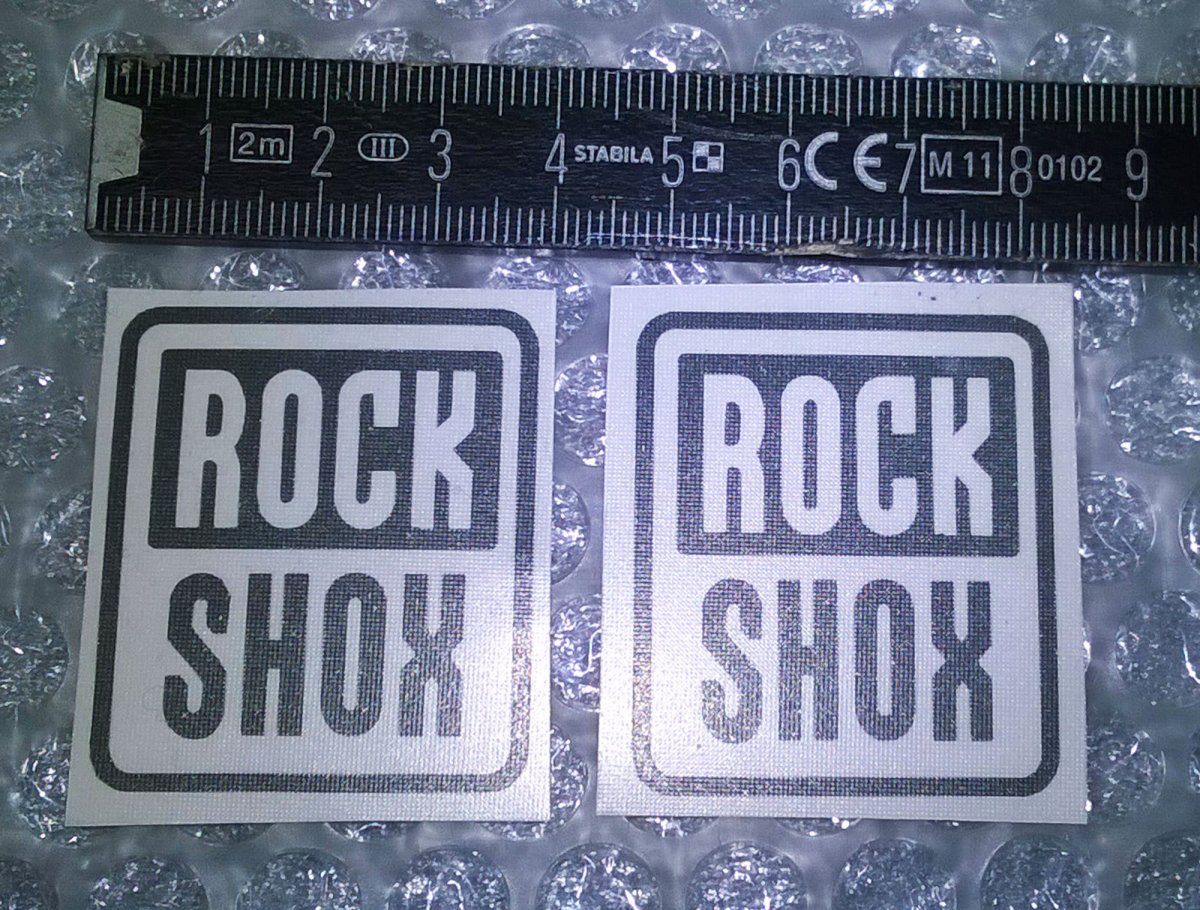 1 2m 2 III 3 4 STABILA 5 6 CE 7 M 11 8 0102 9
ROCK
SHOX
ROCK
SHOX